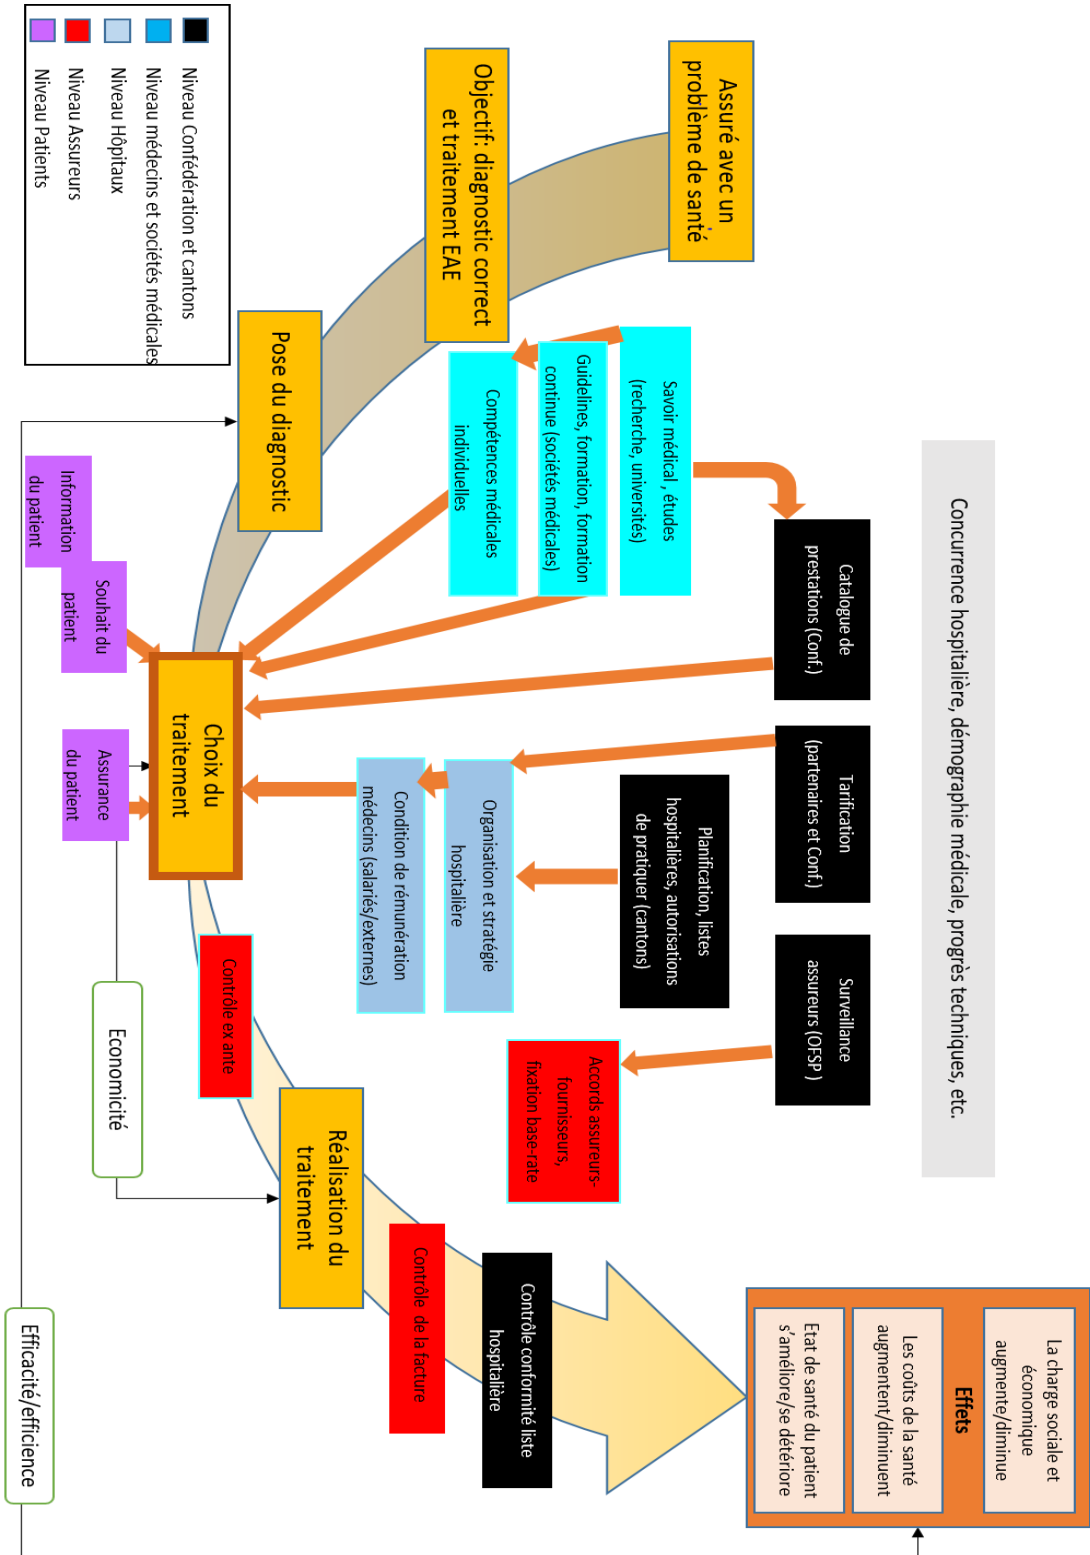 Concurrence hospitalière, démographie médicale, progrès techniques, etc.
Assuré avec un
problème de santé
Objectif: diagnostic correct
et traitement EAE
Pose du diagnostic
Savoir médical , études
(recherche, universités)
Guidelines, formation, formation
continue (sociétés médicales)
Compétences médicales
individuelles
Catalogue de
prestations (Conf.)
Tarification
(partenaires et Conf.)
Surveillance
assureurs (OFSP )
Planification, listes
hospitalières, autorisations
de pratiquer (cantons)
Organisation et stratégie
hospitalière
Condition de rémunération
médecins (salariés/externes)
Accords assureurs-
fournisseurs,
fixation base-rate
Information
du patient
Souhait du
patient
Assurance
du patient
Choix du
traitement
Contrôle ex ante
Réalisation du
traitement
Contrôle de la facture
Contrôle conformité liste
hospitalière
Economicité
Efficacité/efficience
La charge sociale et
économique
augmente/diminue
Effets
Les coûts de la santé
augmentent/diminuent
Etat de santé du patient
s'améliore/se détériore
Niveau Confédération et cantons
Niveau médecins et sociétés médicales
Niveau Hôpitaux
Niveau Assureurs
Niveau Patients